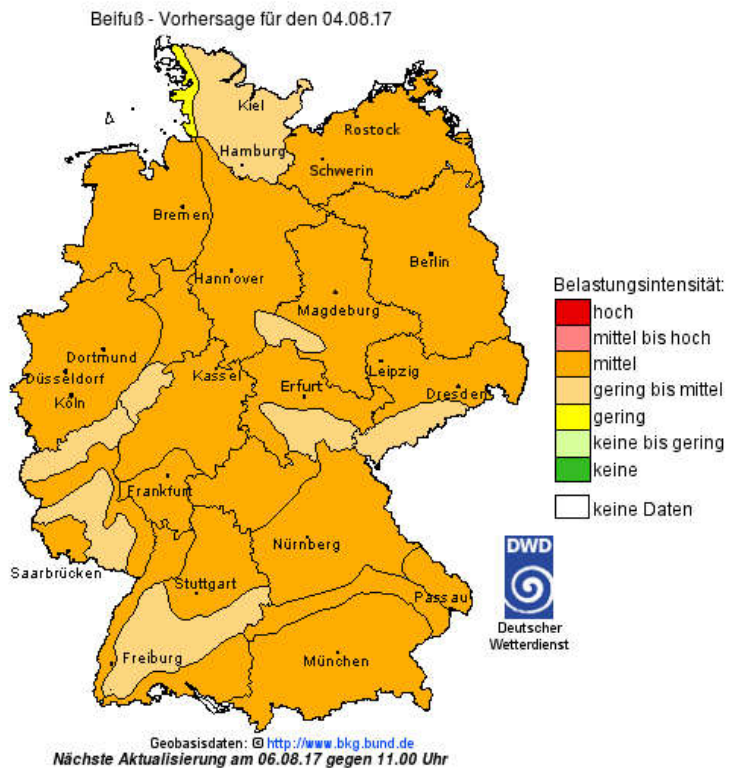 Beifuß - Vorhersage für den 04.08.17
Kiel
Rostock
Hamburg
Schwerin
Bremen
Berlin
Hannover
Magdeburg
Dortmund
Düsseldorf
Kassel
Leipzig
Köln
Erfurt
Dresden
Frankfurt
Nürnberg
Saarbrücken
Stuttgart
Passau
Freiburg
München
Belastungsintensität:
hoch
mittel bis hoch
mittel
gering bis mittel
gering
keine bis gering
keine
keine Daten
DWD
Deutscher
Wetterdienst
Geobasisdaten: © http://www.bkg.bund.de
Nächste Aktualisierung am 06.08.17 gegen 11.00 Uhr